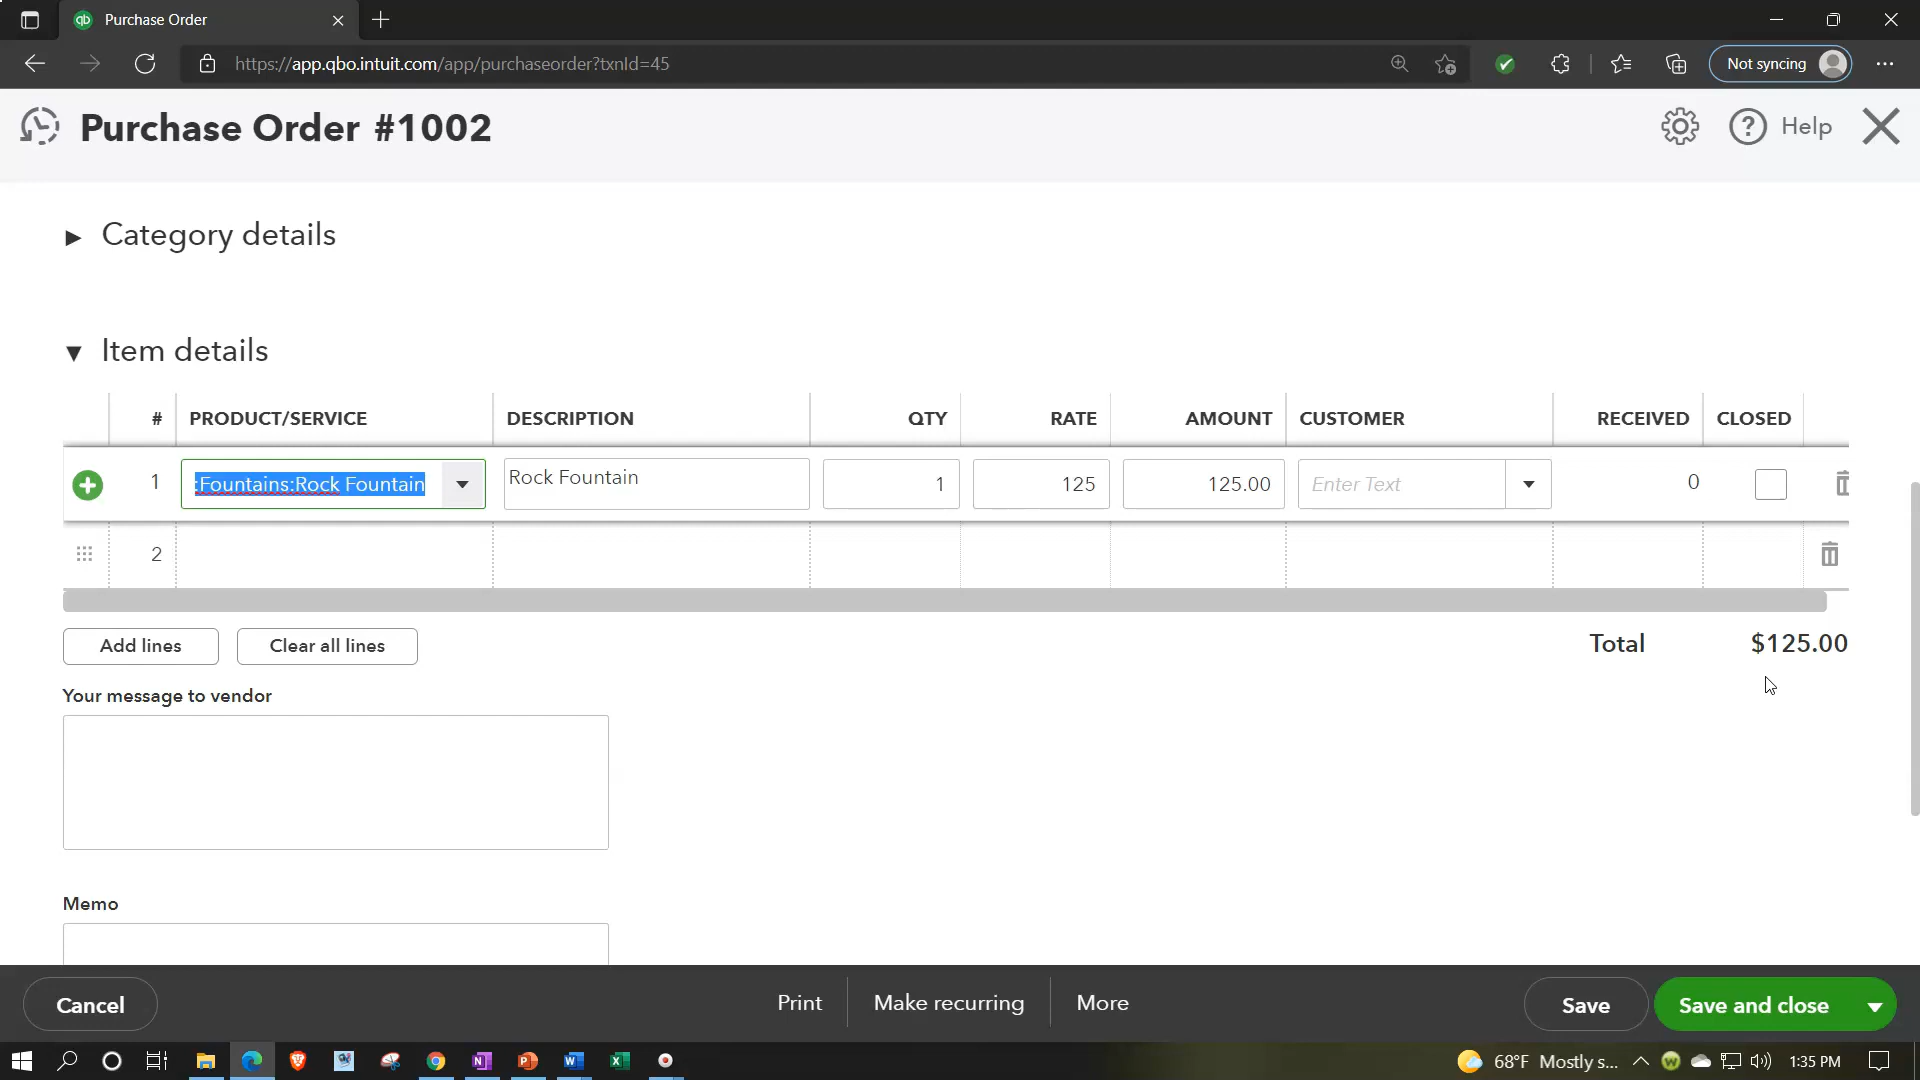 Purchase Order
https://app.qbo.intuit.com/app/purchaseorder?txnId=45
Not syncing
Purchase Order #1002
Help
Category details
Item details
# PRODUCT/SERVICE DESCRIPTION QTY RATE AMOUNT CUSTOMER RECEIVED CLOSED
1 :Fountains:Rock Fountain Rock Fountain 1 125 125.00 Enter Text 0
2
Add lines Clear all lines Total $125.00
Your message to vendor
Memo
Cancel Print Make recurring More Save Save and close
68°F Mostly s... 1:35 PM